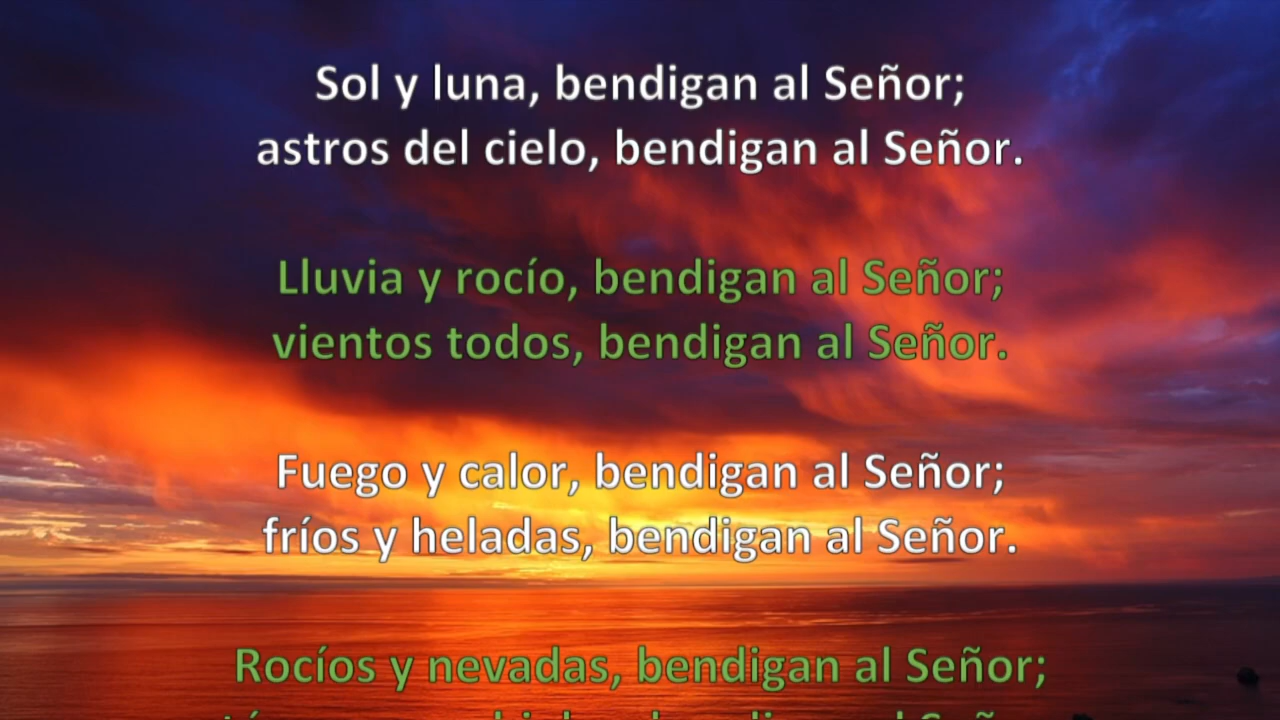 Sol y luna, bendigan al Señor;
astros del cielo, bendigan al Señor.
Lluvia y rocío, bendigan al Señor;
vientos todos, bendigan al Señor.
Fuego y calor, bendigan al Señor;
fríos y heladas, bendigan al Señor.
Rocíos y nevadas, bendigan al Señor;